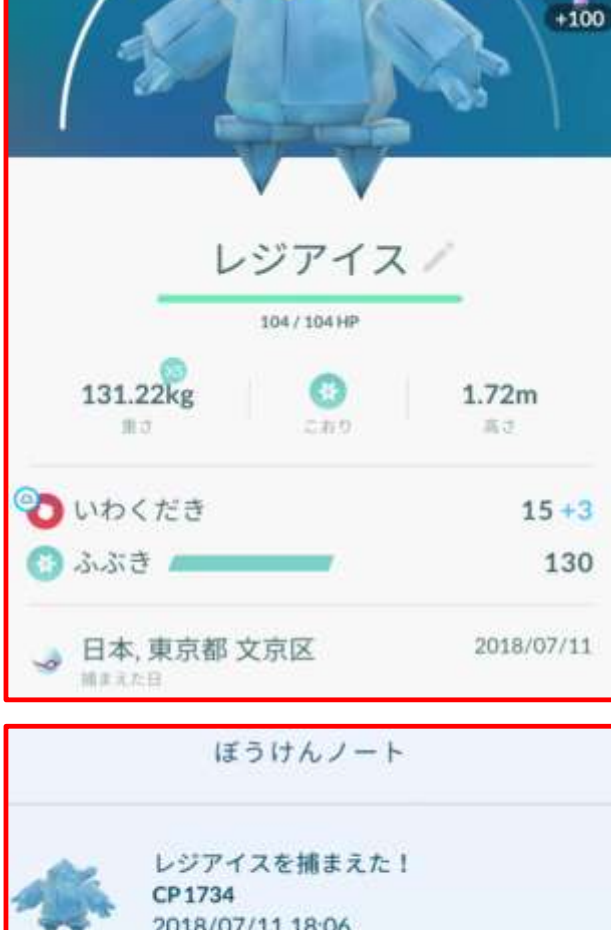 +100
レジアイス
104 / 104 HP
XS
131.22kg
1.72m
重さ
こおり
高さ
いわくだき
15 +3
ふぶき
130
日本, 東京都 文京区
2018/07/11
捕まえた日
ぼうけんノート
レジアイスを捕まえた！
CP1734
2018/07/11 18:06